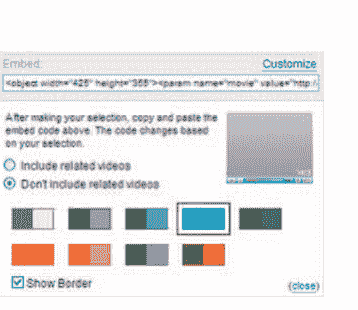 Embed
Customize
<object width="425" height="355"><param name="movie" value="http:/
After making your selection, copy and paste the
embed code above. The code changes based
on your selection.
Include related videos
Don't include related videos
Show Border
(close)